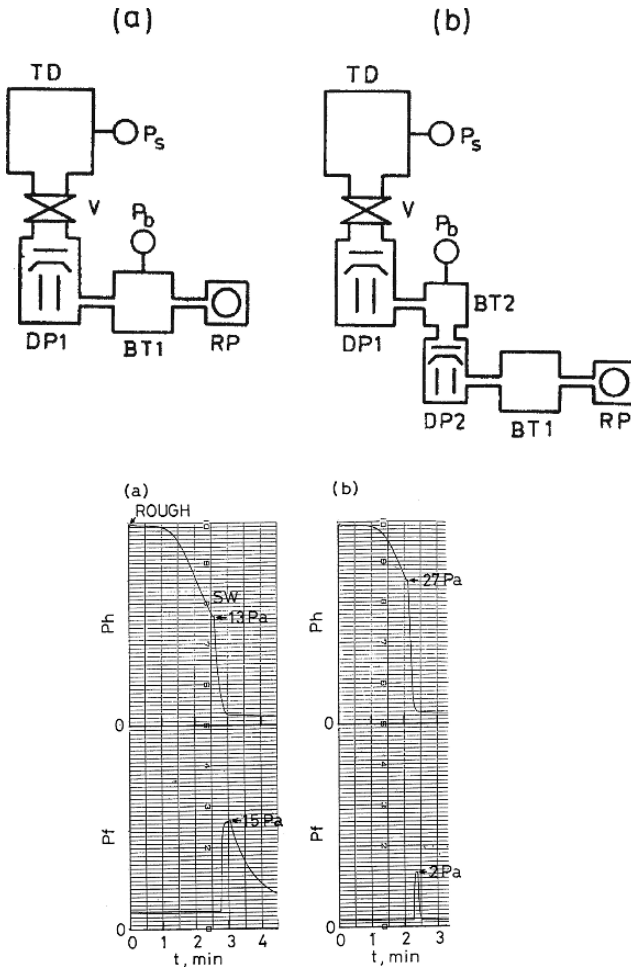 (a)
TD
Ps
V
Pb
DP1
BT1
RP
(b)
TD
Ps
V
Pb
BT2
DP1
DP2
BT1
RP
(a)
ROUGH
SW
13 Pa
Ph
0
15 Pa
Pf
0
0 1 2 3 4
t, min
(b)
27 Pa
Ph
0
2 Pa
Pf
0
0 1 2 3
t, min